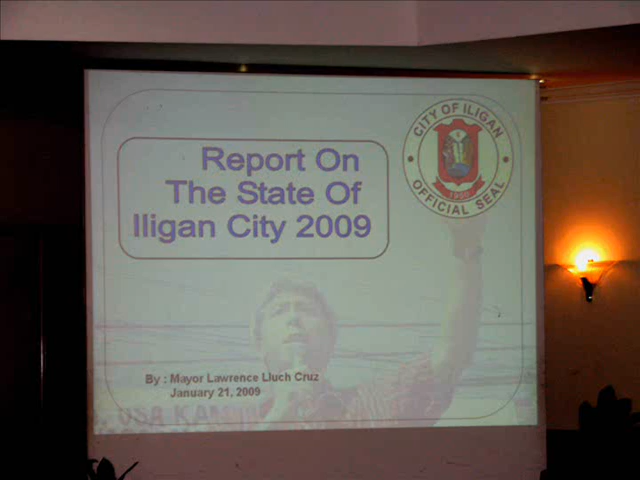 CITY OF ILIGAN
OFFICIAL SEAL
1950
Report On
The State Of
Iligan City 2009
By : Mayor Lawrence Lluch Cruz
January 21, 2009